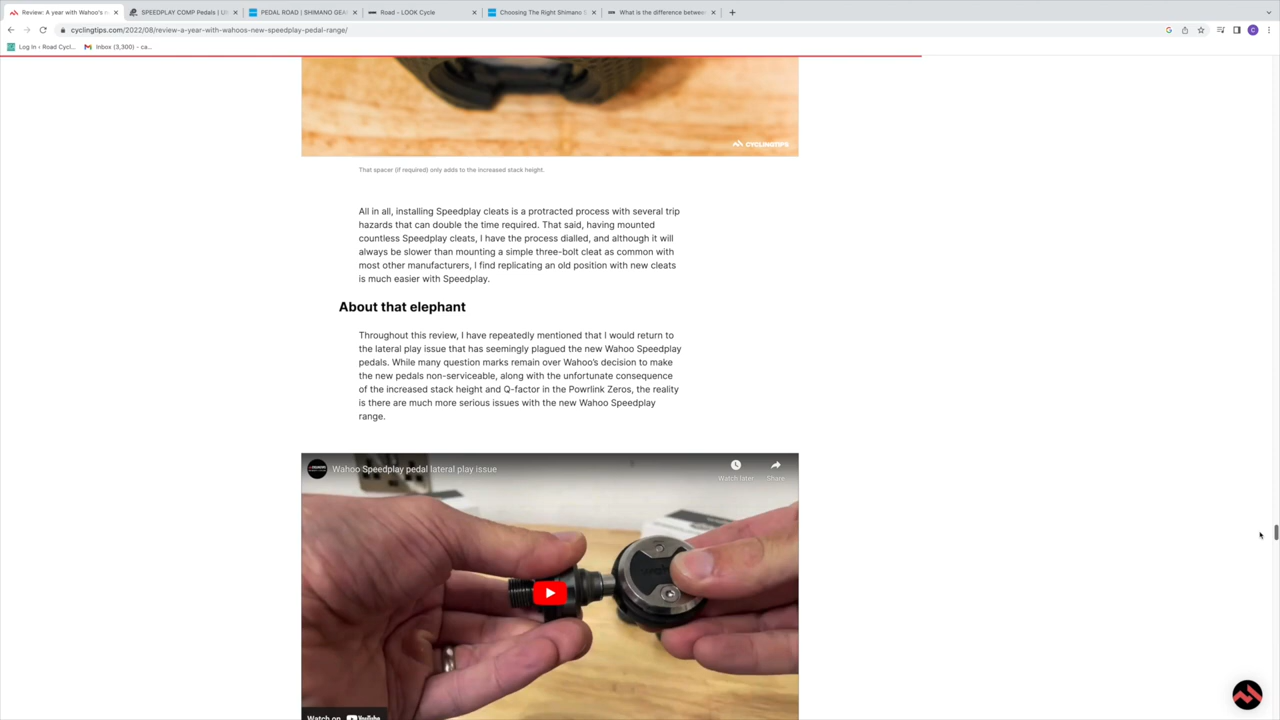 Review: A year with Wahoo's n
SPEEDPLAY COMP Pedals | U
PEDAL ROAD | SHIMANO GEA
Road – LOOK Cycle
Choosing The Right Shimano
What is the difference betwee
cyclingtips.com/2022/08/review-a-year-with-wahoos-new-speedplay-pedal-range/
C
Log In ‹ Road Cycl...
Inbox (3,300) - ca...
CYCLINGTIPS
That spacer (if required) only adds to the increased stack height.
All in all, installing Speedplay cleats is a protracted process with several trip
hazards that can double the time required. That said, having mounted
countless Speedplay cleats, I have the process dialled, and although it will
always be slower than mounting a simple three-bolt cleat as common with
most other manufacturers, I find replicating an old position with new cleats
is much easier with Speedplay.
About that elephant
Throughout this review, I have repeatedly mentioned that I would return to
the lateral play issue that has seemingly plagued the new Wahoo Speedplay
pedals. While many question marks remain over Wahoo's decision to make
the new pedals non-serviceable, along with the unfortunate consequence
of the increased stack height and Q-factor in the Powrlink Zeros, the reality
is there are much more serious issues with the new Wahoo Speedplay
range.
Wahoo Speedplay pedal lateral play issue
Watch later
Share
Watch on YouTube